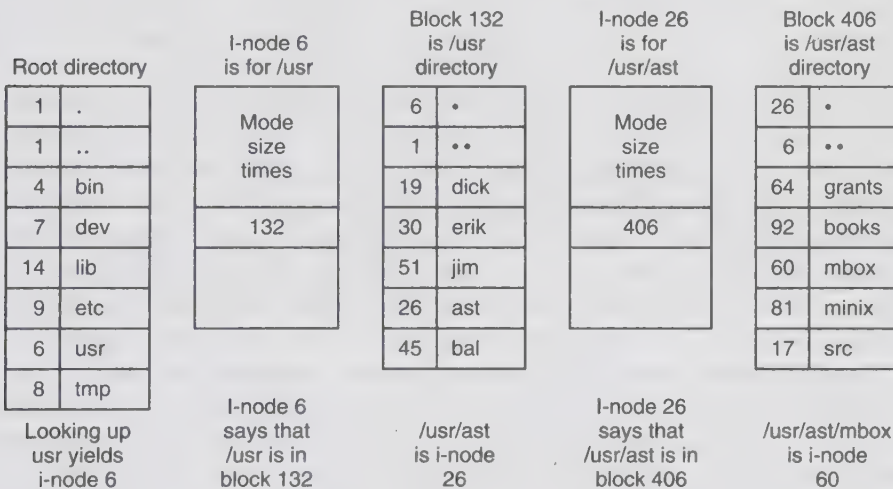 Root directory
1 .
1 ..
4 bin
7 dev
14 lib
9 etc
6 usr
8 tmp
Looking up
usr yields
i-node 6
I-node 6
is for /usr
Mode
size
times
132
I-node 6
says that
/usr is in
block 132
Block 132
is /usr
directory
6 •
1 ••
19 dick
30 erik
51 jim
26 ast
45 bal
/usr/ast
is i-node
26
I-node 26
is for
/usr/ast
Mode
size
times
406
I-node 26
says that
/usr/ast is in
block 406
Block 406
is /usr/ast
directory
26 •
6 ••
64 grants
92 books
60 mbox
81 minix
17 src
/usr/ast/mbox
is i-node
60